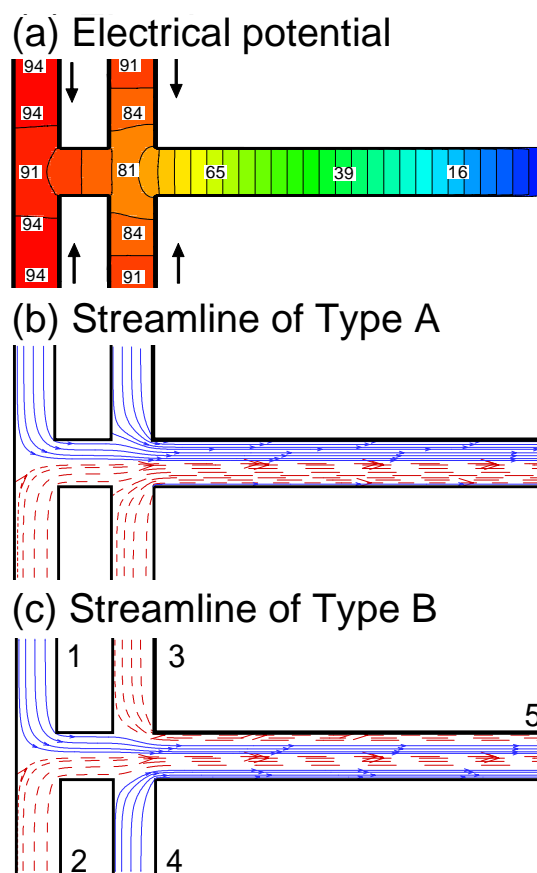 (a) Electrical potential
94 91
94 84
91 81 65 39 16
94 84
94 91
(b) Streamline of Type A
(c) Streamline of Type B
1 3
5
2 4